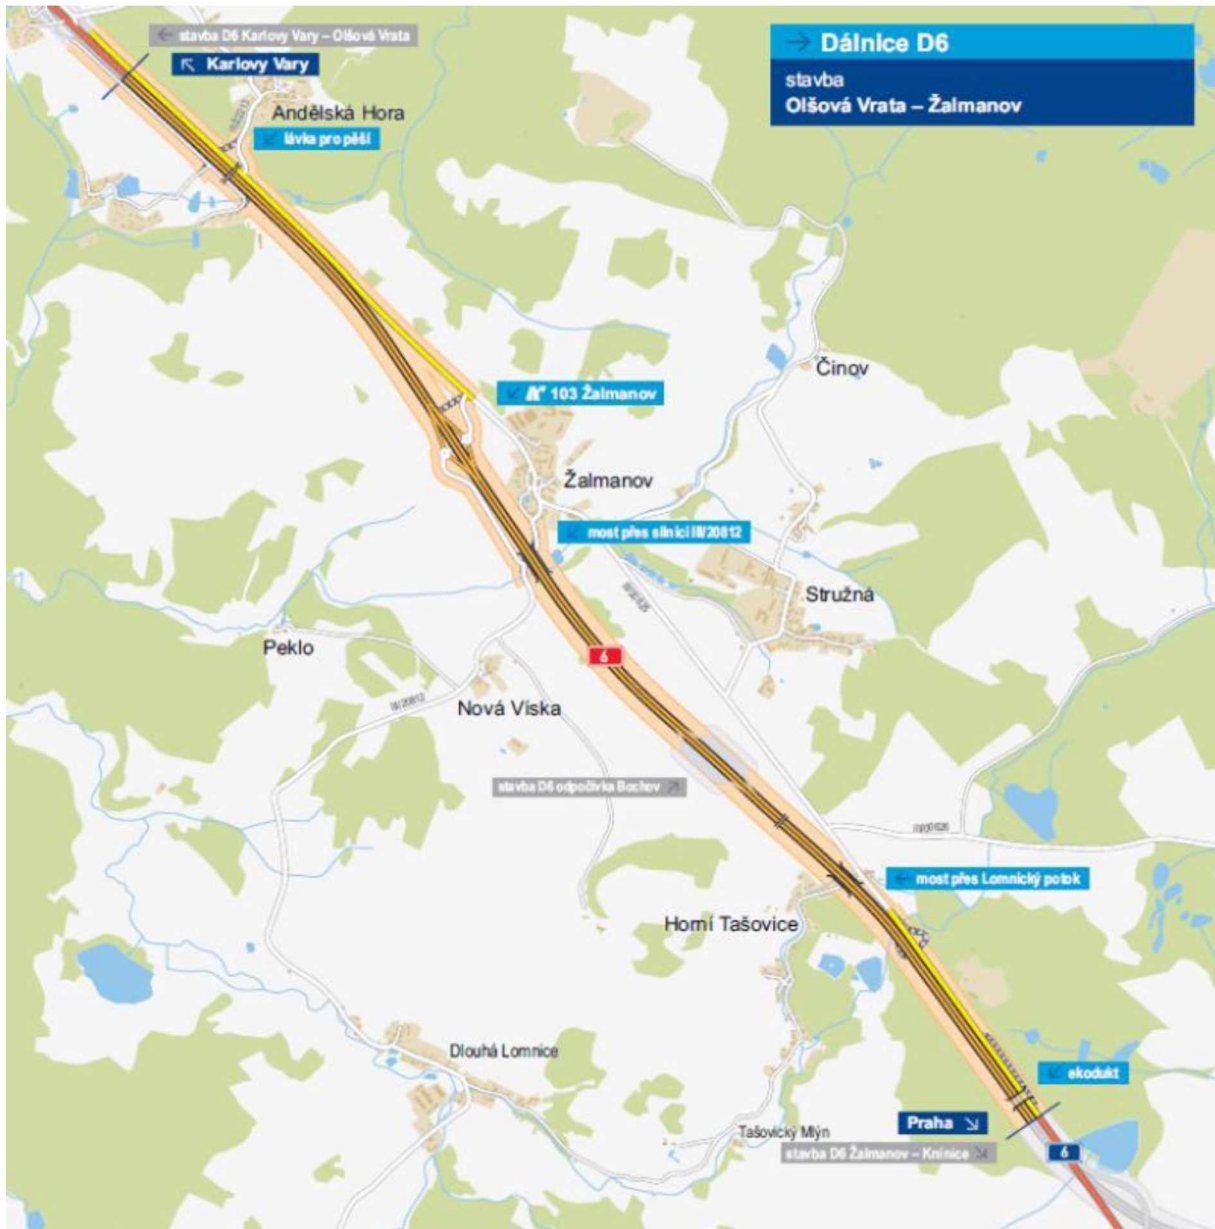 stavba D6 Karlovy Vary – Olšová Vrata
Karlovy Vary
Dálnice D6
stavba
Olšová Vrata – Žalmanov
Andělská Hora
lávka pro pěší
Činov
103 Žalmanov
Žalmanov
most přes silnici III/20812
Stružná
Peklo
6
III/20812
Nová Víska
stavba D6 odpočívka Bochov
most přes Lomnický potok
Horní Tašovice
Dlouhá Lomnice
ekodukt
Praha
Tašovický Mlýn
stavba D6 Žalmanov – Knínice
6